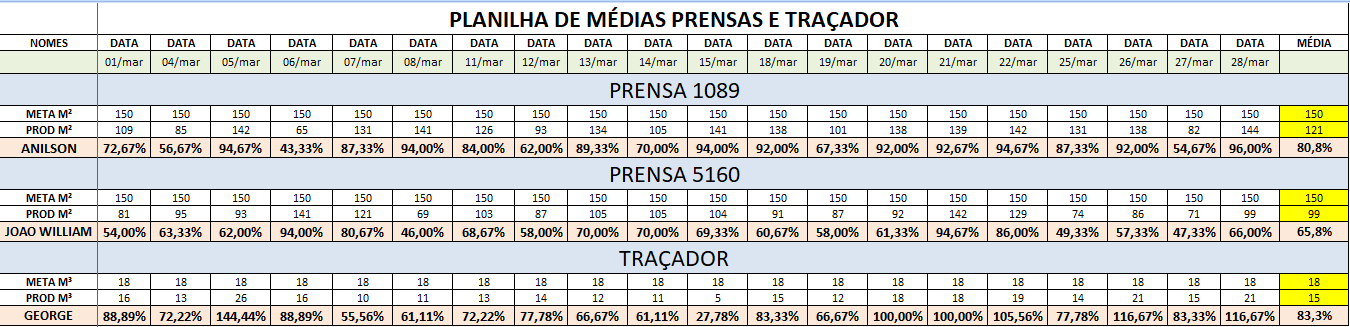 PLANILHA DE MÉDIAS PRENSAS E TRAÇADOR
NOMES DATA DATA DATA DATA DATA DATA DATA DATA DATA DATA DATA DATA DATA DATA DATA DATA DATA DATA DATA DATA MÉDIA
01/mar 04/mar 05/mar 06/mar 07/mar 08/mar 11/mar 12/mar 13/mar 14/mar 15/mar 18/mar 19/mar 20/mar 21/mar 22/mar 25/mar 26/mar 27/mar 28/mar
PRENSA 1089
META M² 150 150 150 150 150 150 150 150 150 150 150 150 150 150 150 150 150 150 150 150 150
PROD M² 109 85 142 65 131 141 126 93 134 105 141 138 101 138 139 142 131 138 82 144 121
ANILSON 72,67% 56,67% 94,67% 43,33% 87,33% 94,00% 84,00% 62,00% 89,33% 70,00% 94,00% 92,00% 67,33% 92,00% 92,67% 94,67% 87,33% 92,00% 54,67% 96,00% 80,8%
PRENSA 5160
META M² 150 150 150 150 150 150 150 150 150 150 150 150 150 150 150 150 150 150 150 150 150
PROD M² 81 95 93 141 121 69 103 87 105 105 104 91 87 92 142 129 74 86 71 99 99
JOAO WILLIAM 54,00% 63,33% 62,00% 94,00% 80,67% 46,00% 68,67% 58,00% 70,00% 70,00% 69,33% 60,67% 58,00% 61,33% 94,67% 86,00% 49,33% 57,33% 47,33% 66,00% 65,8%
TRAÇADOR
META M³ 18 18 18 18 18 18 18 18 18 18 18 18 18 18 18 18 18 18 18 18 18
PROD M³ 16 13 26 16 10 11 13 14 12 11 5 15 12 18 18 19 14 21 15 21 15
GEORGE 88,89% 72,22% 144,44% 88,89% 55,56% 61,11% 72,22% 77,78% 66,67% 61,11% 27,78% 83,33% 66,67% 100,00% 100,00% 105,56% 77,78% 116,67% 83,33% 116,67% 83,3%